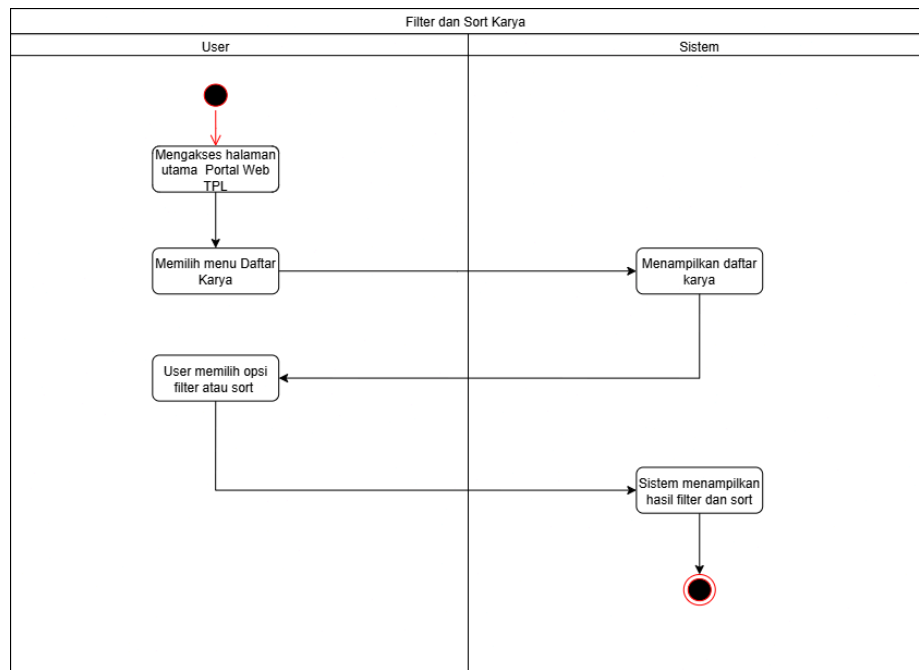 Filter dan Sort Karya
User
Sistem
Mengakses halaman
utama Portal Web
TPL
Memilih menu Daftar
Karya
Menampilkan daftar
karya
User memilih opsi
filter atau sort
Sistem menampilkan
hasil filter dan sort